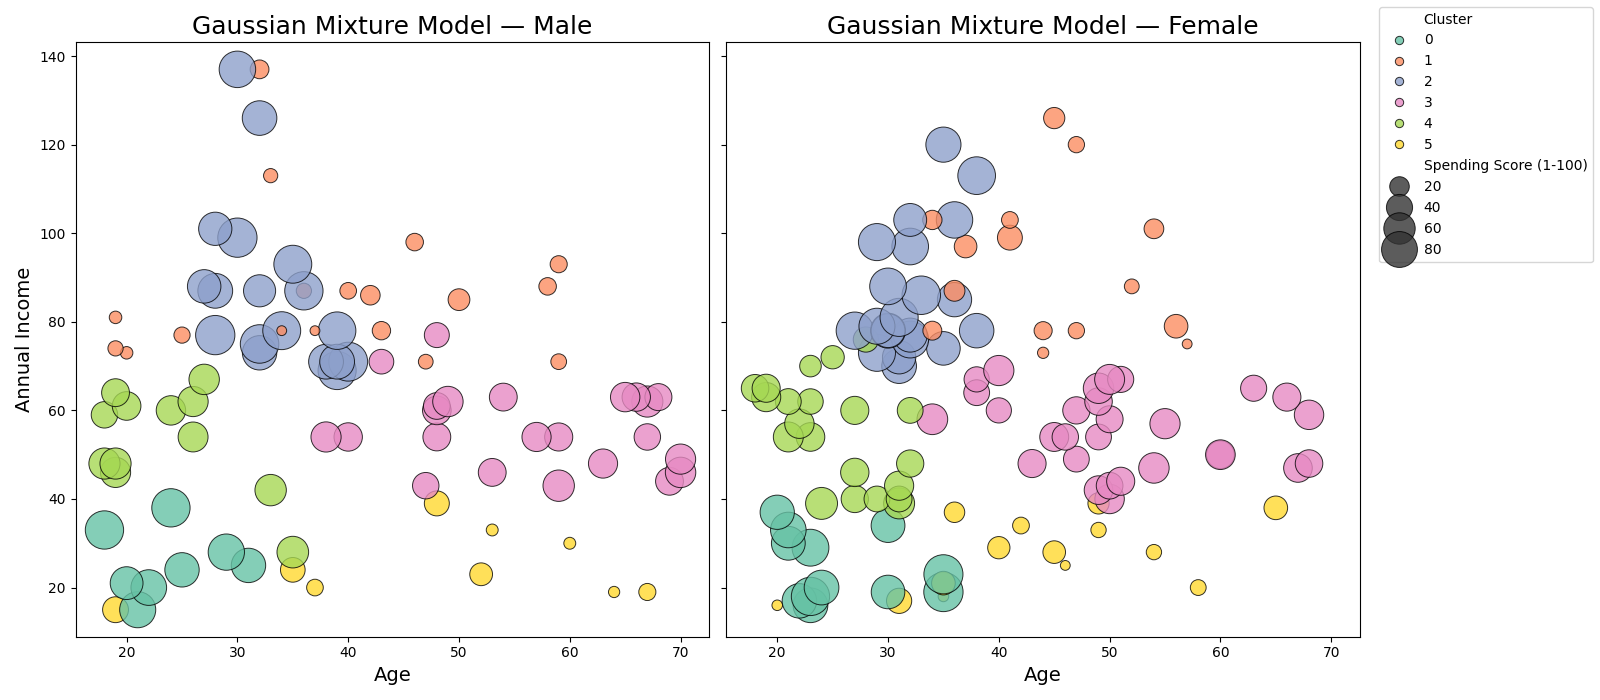 Gaussian Mixture Model — Male
Gaussian Mixture Model — Female
Cluster
0
1
2
3
4
5
Spending Score (1-100)
20
40
60
80
Annual Income
140
120
100
80
60
40
20
20 30 40 50 60 70
20 30 40 50 60 70
Age
Age